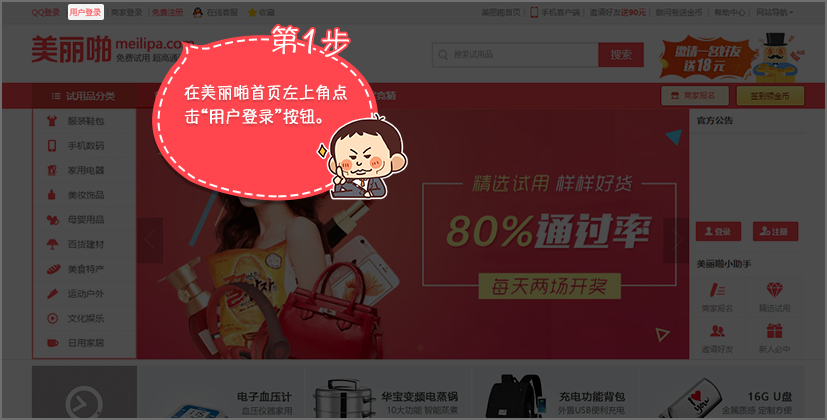 QQ登录 用户登录 商家登录 免费注册 在线客服 收藏 美丽啪首页 手机客户端 邀请好友送90元 做问答送金币 帮助中心 网站导航
美丽啪 meilipa.com
免费试用 超高通
搜索试用品 搜索
邀请一名好友
送18元
第1步
在美丽啪首页左上角点
击“用户登录”按钮。
试用品分类
商家报名 签到领金币
服装鞋包
手机数码
家用电器
美妆饰品
母婴用品
百货建材
美食特产
运动户外
文化娱乐
日用家居
精选试用 样样好货
80%通过率
每天两场开奖
官方公告
登录 注册
美丽啪小助手
商家报名 精选试用
邀请好友 新人必中
电子血压计
血压仪器家用
华宝变频电蒸锅
10大功能 智能蒸煮
充电功能背包
外置USB便利充电
16G U盘
金属质感 定制方便